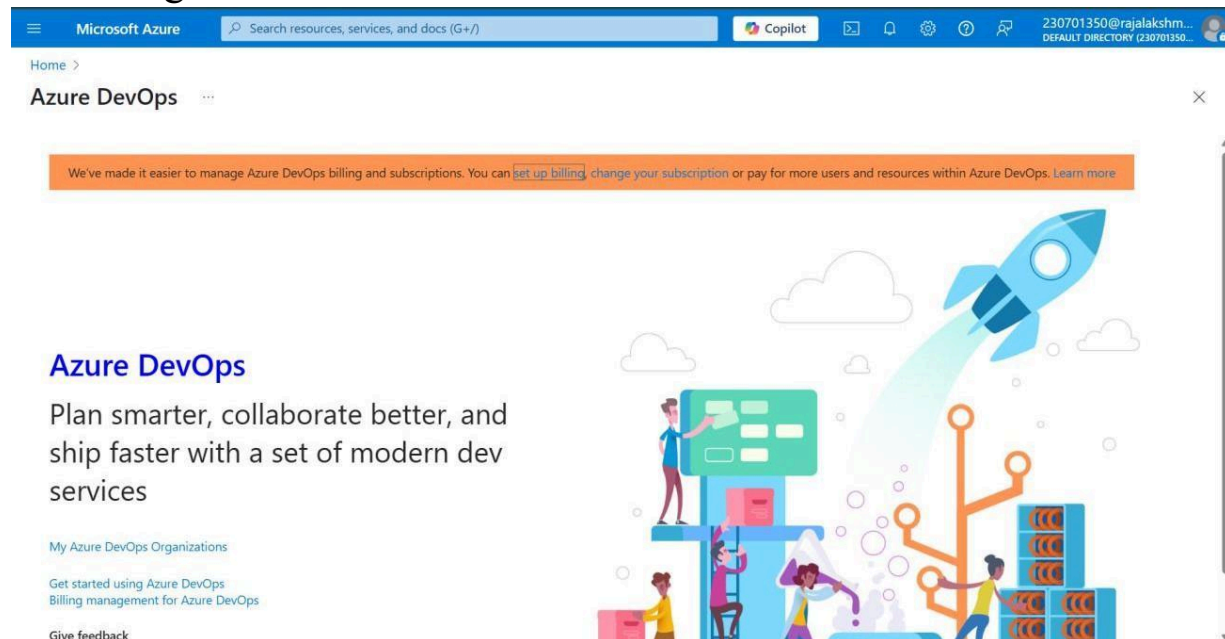 Microsoft Azure
Search resources, services, and docs (G+/)
Copilot
230701350@rajalakshm...
DEFAULT DIRECTORY (230701350...
Home >
Azure DevOps ...
We've made it easier to manage Azure DevOps billing and subscriptions. You can set up billing, change your subscription or pay for more users and resources within Azure DevOps. Learn more
Azure DevOps
Plan smarter, collaborate better, and
ship faster with a set of modern dev
services
My Azure DevOps Organizations
Get started using Azure DevOps
Billing management for Azure DevOps
Give feedback